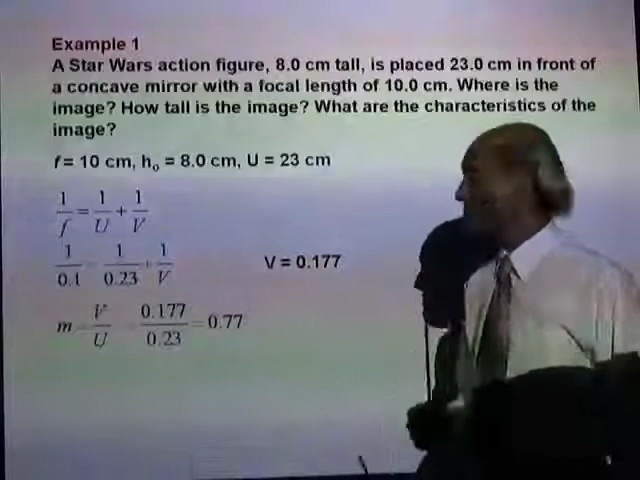 Example 1
A Star Wars action figure, 8.0 cm tall, is placed 23.0 cm in front of
a concave mirror with a focal length of 10.0 cm. Where is the
image? How tall is the image? What are the characteristics of the
image?
f = 10 cm, hₒ = 8.0 cm, U = 23 cm
1/f = 1/U + 1/V
1/0.1 = 1/0.23 + 1/V    V = 0.177
m = V/U = 0.177/0.23 = 0.77